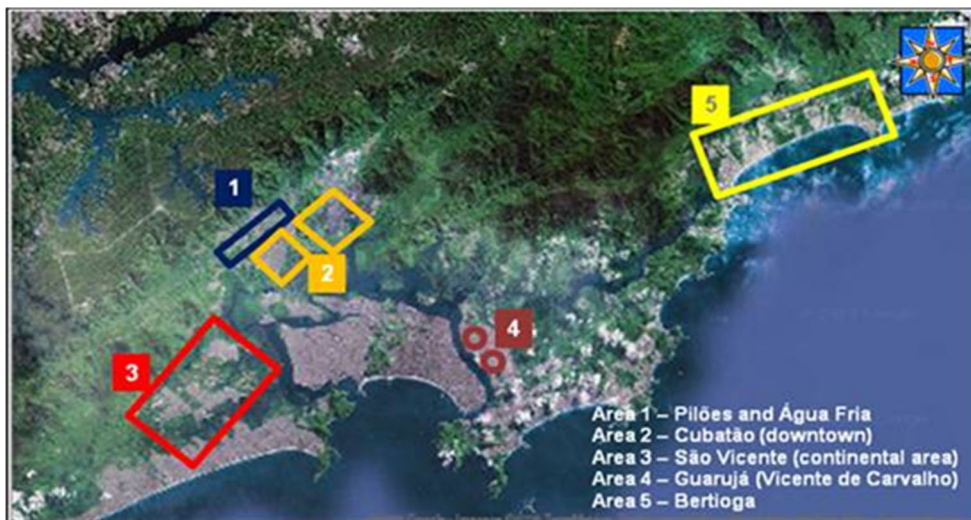 5
1
2
4
3
Area 1 – Pilões and Água Fria
Area 2 – Cubatão (downtown)
Area 3 – São Vicente (continental area)
Area 4 – Guarujá (Vicente de Carvalho)
Area 5 – Bertioga